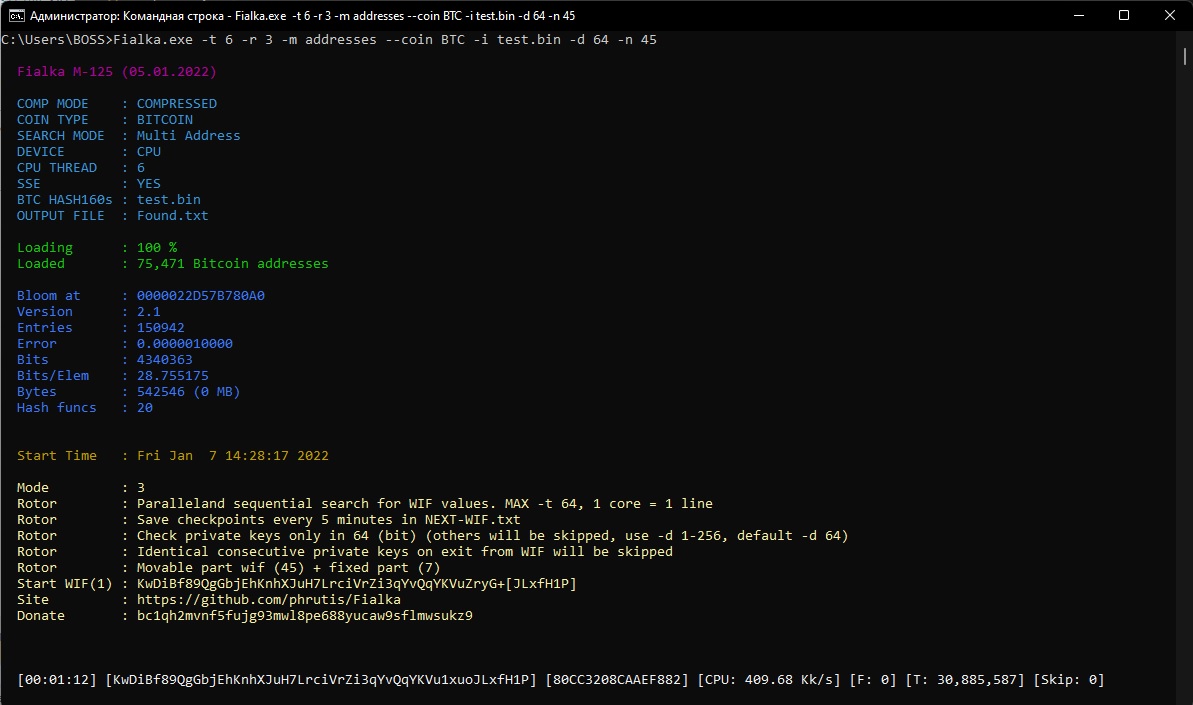 Администратор: Командная строка - Fialka.exe -t 6 -r 3 -m addresses --coin BTC -i test.bin -d 64 -n 45
C:\Users\BOSS>Fialka.exe -t 6 -r 3 -m addresses --coin BTC -i test.bin -d 64 -n 45
Fialka M-125 (05.01.2022)
COMP MODE : COMPRESSED
COIN TYPE : BITCOIN
SEARCH MODE : Multi Address
DEVICE : CPU
CPU THREAD : 6
SSE : YES
BTC HASH160s : test.bin
OUTPUT FILE : Found.txt
Loading : 100 %
Loaded : 75,471 Bitcoin addresses
Bloom at : 0000022D57B780A0
Version : 2.1
Entries : 150942
Error : 0.0000010000
Bits : 4340363
Bits/Elem : 28.755175
Bytes : 542546 (0 MB)
Hash funcs : 20
Start Time : Fri Jan 7 14:28:17 2022
Mode : 3
Rotor : Paralleland sequential search for WIF values. MAX -t 64, 1 core = 1 line
Rotor : Save checkpoints every 5 minutes in NEXT-WIF.txt
Rotor : Check private keys only in 64 (bit) (others will be skipped, use -d 1-256, default -d 64)
Rotor : Identical consecutive private keys on exit from WIF will be skipped
Rotor : Movable part wif (45) + fixed part (7)
Start WIF(1) : KwDiBf89QgGbjEhKnhXJuH7LrciVrZi3qYvQqYKVuZryG+[JLxfH1P]
Site : https://github.com/phrutis/Fialka
Donate : bc1qh2mvnf5fujg93mwl8pe688yucaw9sflmwsukz9
[00:01:12] [KwDiBf89QgGbjEhKnhXJuH7LrciVrZi3qYvQqYKVu1xuoJLxfH1P] [80CC3208CAAEF882] [CPU: 409.68 Kk/s] [F: 0] [T: 30,885,587] [Skip: 0]